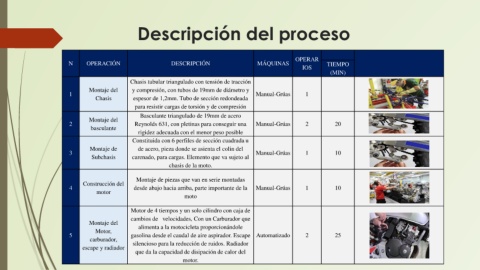 Descripción del proceso
N OPERACIÓN DESCRIPCIÓN MÁQUINAS OPERAR
IOS TIEMPO
(MIN)
1 Montaje del
Chasis
Chasis tubular triangulado con tensión de tracción
y compresión, con tubos de 19mm de diámetro y
espesor de 1,2mm. Tubo de sección redondeada
para resistir cargas de torsión y de compresión
Manual-Grúas 1
2 Montaje del
basculante
Basculante triangulado de 19mm de acero
Reynolds 631, con pletinas para conseguir una
rigidez adecuada con el menor peso posible
Manual-Grúas 2 20
3 Montaje de
Subchasis
Constituida con 6 perfiles de sección cuadrada o
de acero, pieza donde se asienta el colín del
carenado, para cargas. Elemento que va sujeto al
chasis de la moto.
Manual-Grúas 1 10
4 Construcción del
motor
Montaje de piezas que van en serie montadas
desde abajo hacia arriba, parte importante de la
moto
Manual-Grúas 1 10
5 Montaje del
Motor,
carburador,
escape y radiador
Motor de 4 tiempos y un solo cilindro con caja de
cambios de velocidades. Con un Carburador que
alimenta a la motocicleta proporcionándole
gasolina desde el caudal de aire aspirador. Escape
silencioso para la reducción de ruidos. Radiador
que da la capacidad de disipación de calor del
motor.
Automatizado 2 25